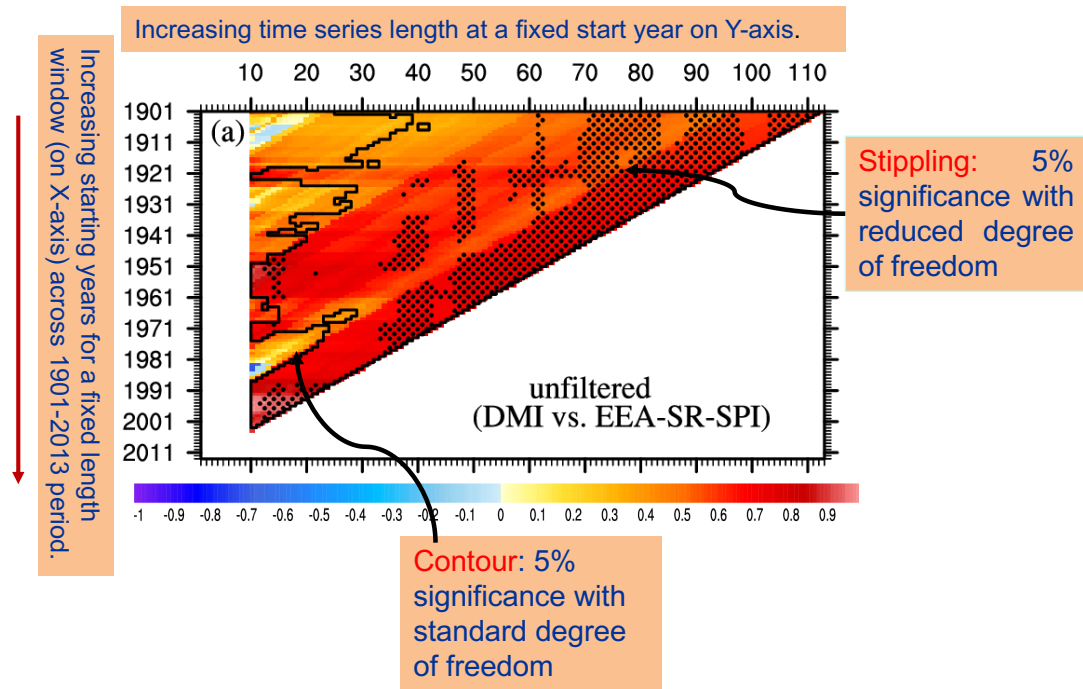 Increasing time series length at a fixed start year on Y-axis.
Increasing starting years for a fixed length
window (on X-axis) across 1901-2013 period.
10 20 30 40 50 60 70 80 90 100 110
1901
1911
1921
1931
1941
1951
1961
1971
1981
1991
2001
2011
(a)
unfiltered
(DMI vs. EEA-SR-SPI)
Stippling: 5%
significance with
reduced degree
of freedom
-1 -0.9 -0.8 -0.7 -0.6 -0.5 -0.4 -0.3 -0.2 -0.1 0 0.1 0.2 0.3 0.4 0.5 0.6 0.7 0.8 0.9
Contour: 5%
significance with
standard degree
of freedom